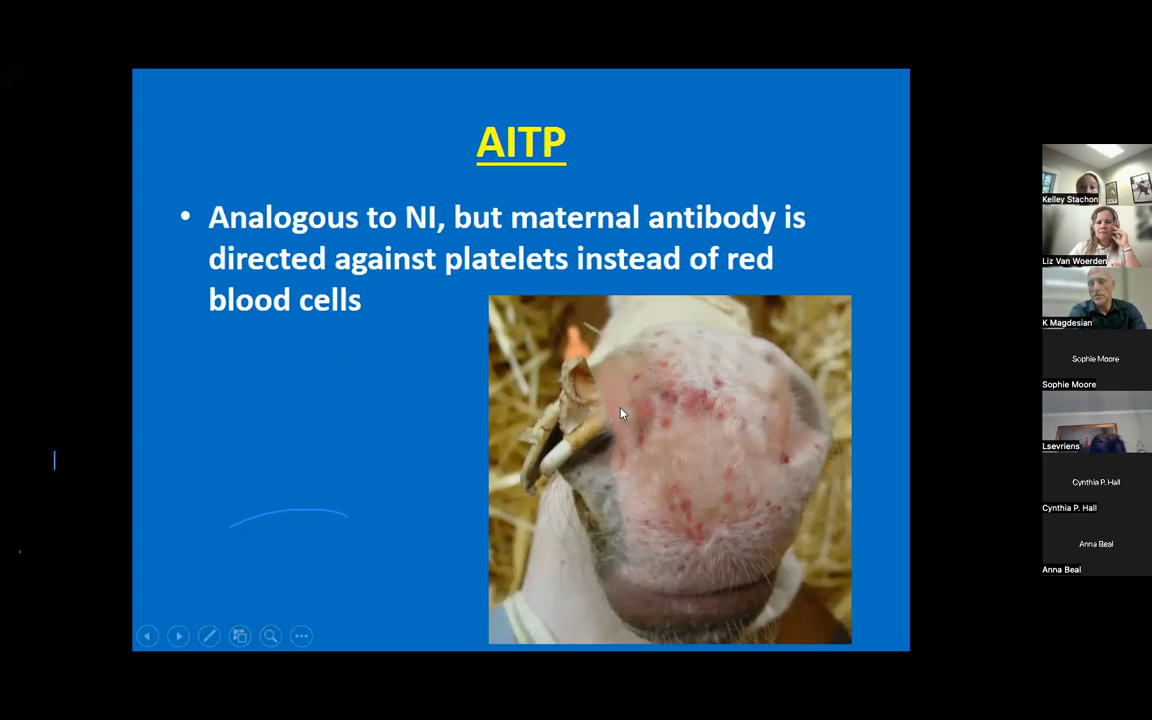 AITP
• Analogous to NI, but maternal antibody is
directed against platelets instead of red
blood cells
Kelley Stachon
Liz Van Woerden
K Magdesian
Sophie Moore
Sophie Moore
Lsevriens
Cynthia P. Hall
Cynthia P. Hall
Anna Beal
Anna Beal